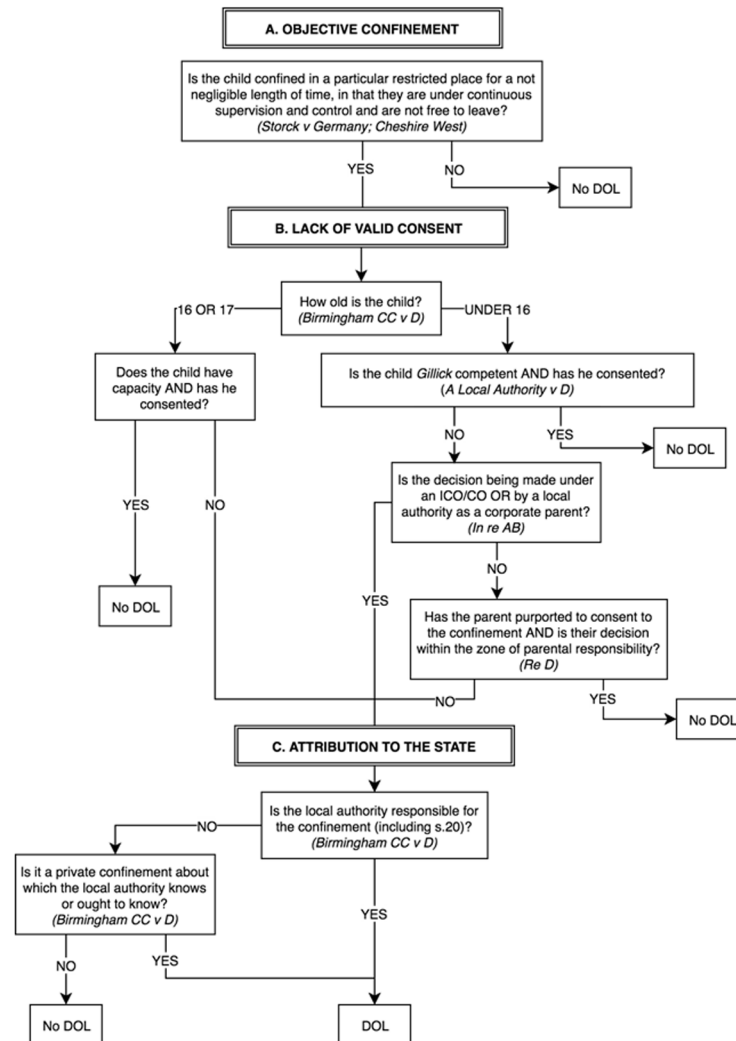 A. OBJECTIVE CONFINEMENT
Is the child confined in a particular restricted place for a not
negligible length of time, in that they are under continuous
supervision and control and are not free to leave?
(Storck v Germany; Cheshire West)
YES
NO
No DOL
B. LACK OF VALID CONSENT
How old is the child?
(Birmingham CC v D)
16 OR 17
UNDER 16
Does the child have
capacity AND has he
consented?
Is the child Gillick competent AND has he consented?
(A Local Authority v D)
NO
YES
No DOL
YES
NO
Is the decision being made under
an ICO/CO OR by a local
authority as a corporate parent?
(In re AB)
No DOL
YES
NO
Has the parent purported to consent to
the confinement AND is their decision
within the zone of parental responsibility?
(Re D)
NO
YES
No DOL
C. ATTRIBUTION TO THE STATE
Is the local authority responsible for
the confinement (including s.20)?
(Birmingham CC v D)
NO
Is it a private confinement about
which the local authority knows
or ought to know?
(Birmingham CC v D)
YES
NO
YES
No DOL
DOL